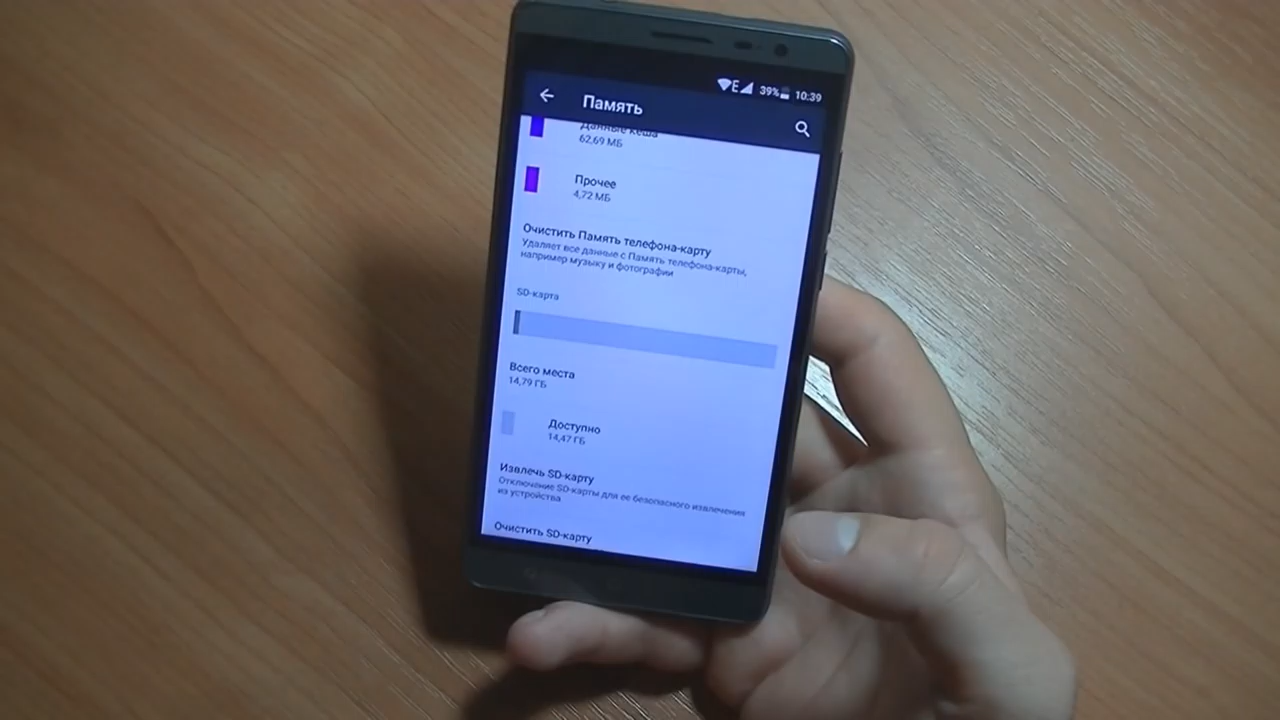 E 39% 10:39
Память
Данные кеша
62,69 МБ
Прочее
4,72 МБ
Очистить Память телефона-карту
Удаляет все данные с Память телефона-карты,
например музыку и фотографии
SD-карта
Всего места
14,79 ГБ
Доступно
14,47 ГБ
Извлечь SD-карту
Отключение SD-карты для ее безопасного извлечения
из устройства
Очистить SD-карту